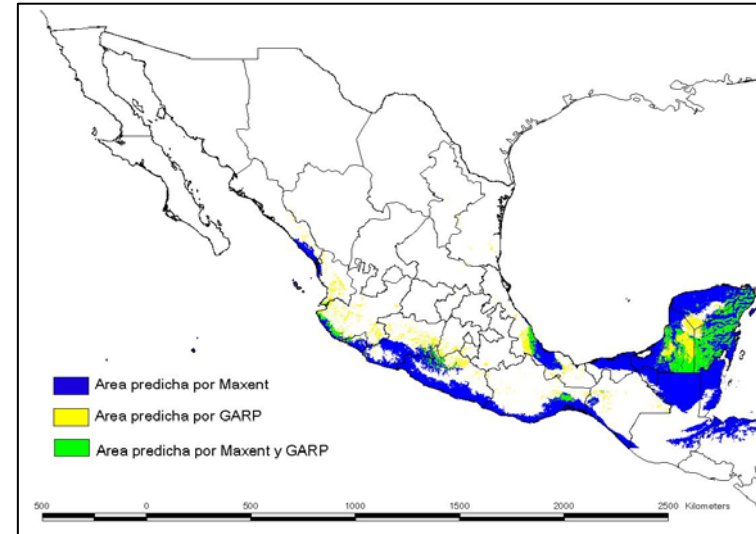 Area predicha por Maxent
Area predicha por GARP
Area predicha por Maxent y GARP
500 0 500 1000 1500 2000 2500 Kilometers